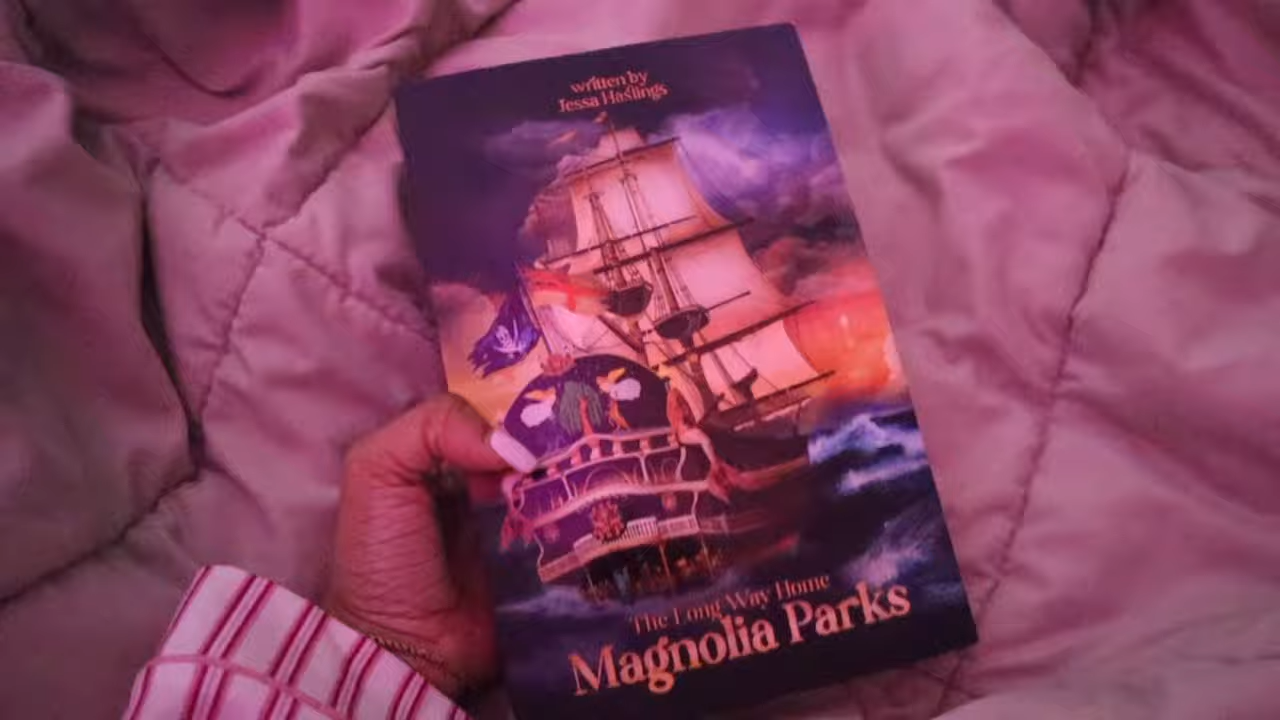 written by
Jessa Hastings
The Long Way Home
Magnolia Parks